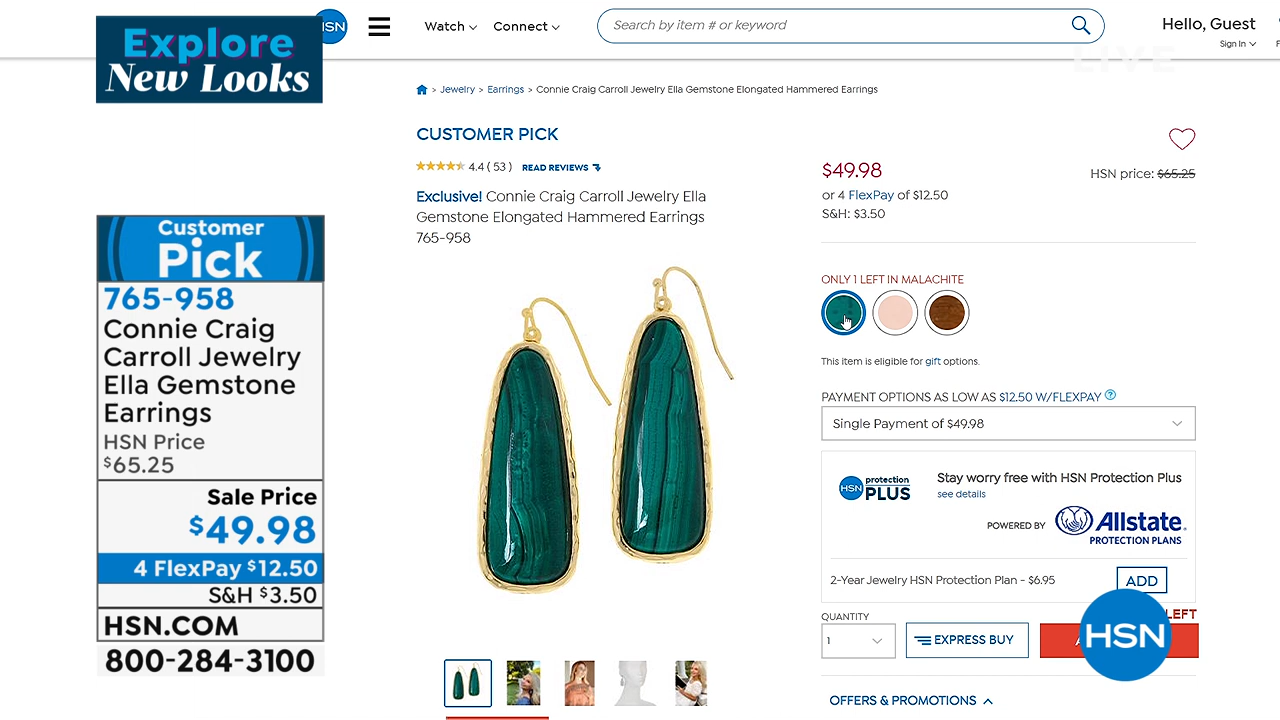 Explore
New Looks
HSN
Watch
Connect
Search by item # or keyword
Hello, Guest
Sign In
LIVE
> Jewelry > Earrings > Connie Craig Carroll Jewelry Ella Gemstone Elongated Hammered Earrings
CUSTOMER PICK
4.4 ( 53 ) READ REVIEWS
Exclusive! Connie Craig Carroll Jewelry Ella
Gemstone Elongated Hammered Earrings
765-958
$49.98
HSN price: $65.25
or 4 FlexPay of $12.50
S&H: $3.50
ONLY 1 LEFT IN MALACHITE
This item is eligible for gift options.
PAYMENT OPTIONS AS LOW AS $12.50 W/FLEXPAY ?
Single Payment of $49.98
HSN protection
PLUS
Stay worry free with HSN Protection Plus
see details
POWERED BY
Allstate
PROTECTION PLANS
2-Year Jewelry HSN Protection Plan - $6.95
ADD
LEFT
QUANTITY
1
EXPRESS BUY
HSN
OFFERS & PROMOTIONS
Customer
Pick
765-958
Connie Craig
Carroll Jewelry
Ella Gemstone
Earrings
HSN Price
$65.25
Sale Price
$49.98
4 FlexPay $12.50
S&H $3.50
HSN.COM
800-284-3100